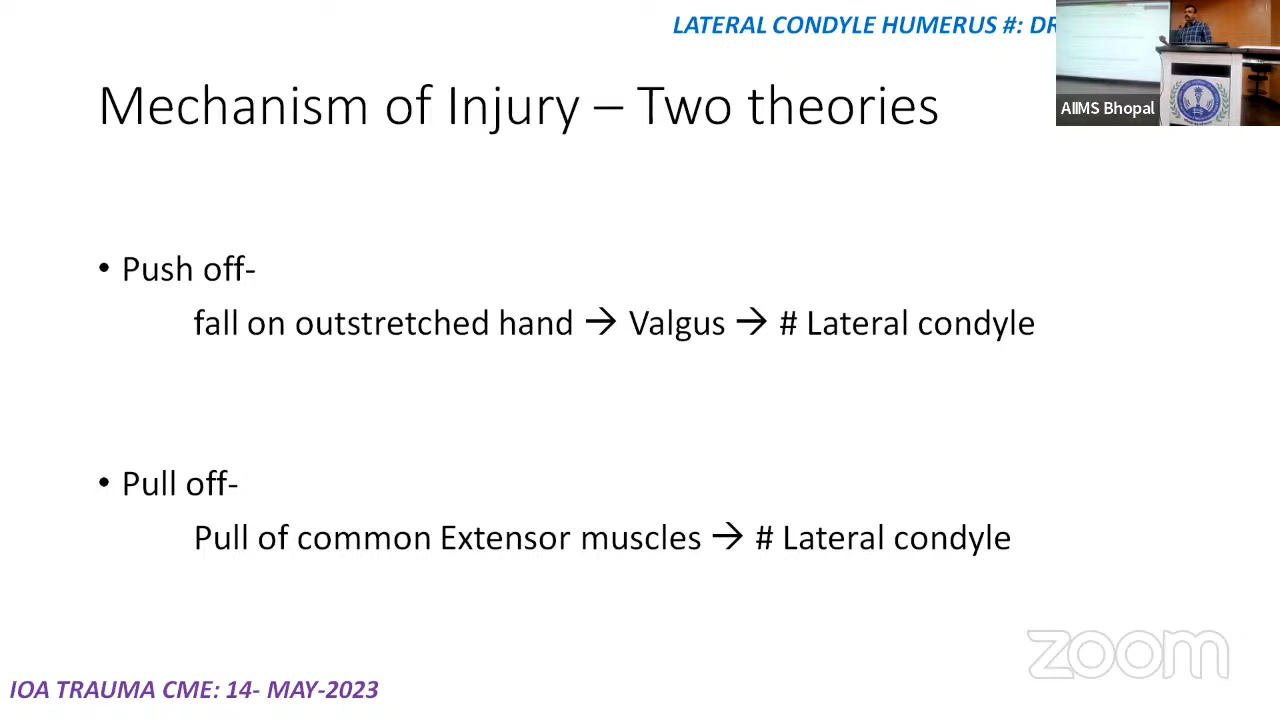 LATERAL CONDYLE HUMERUS #: DR
Mechanism of Injury – Two theories
AIIMS Bhopal
• Push off-
fall on outstretched hand → Valgus → # Lateral condyle
• Pull off-
Pull of common Extensor muscles → # Lateral condyle
zoom
IOA TRAUMA CME: 14- MAY-2023